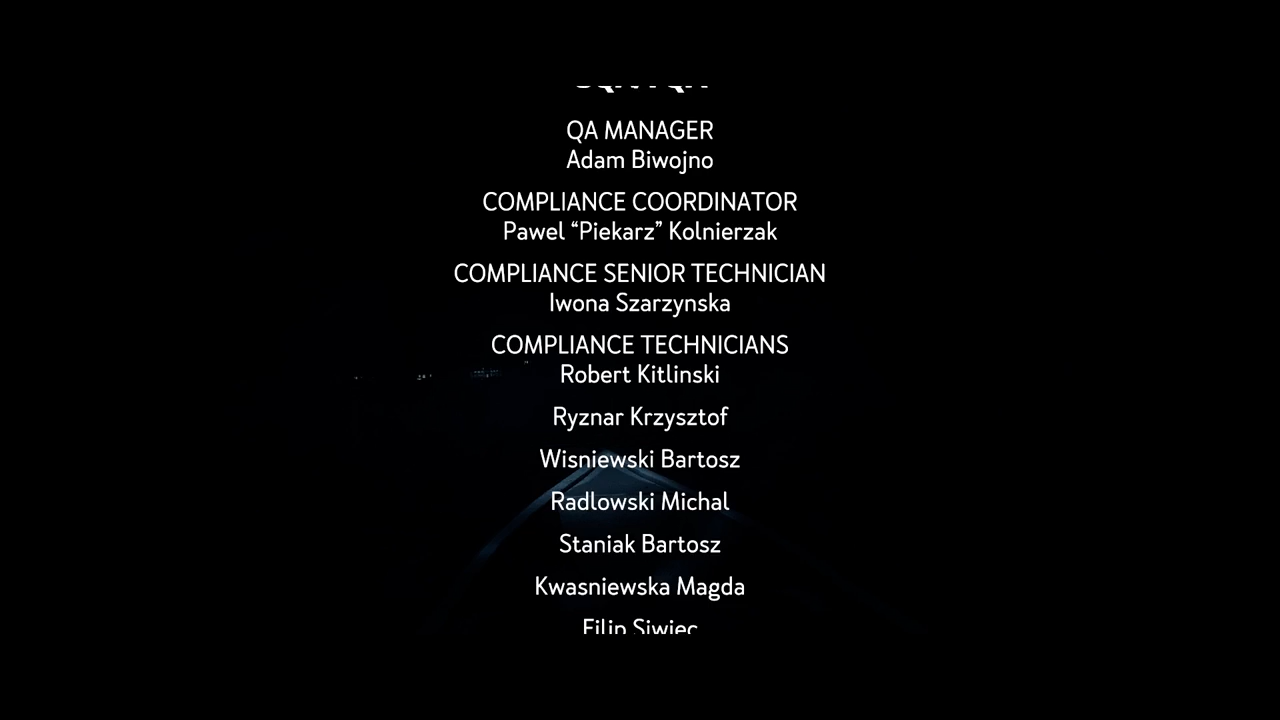 QA MANAGER
Adam Biwojno
COMPLIANCE COORDINATOR
Pawel “Piekarz” Kolnierzak
COMPLIANCE SENIOR TECHNICIAN
Iwona Szarzynska
COMPLIANCE TECHNICIANS
Robert Kitlinski
Ryznar Krzysztof
Wisniewski Bartosz
Radlowski Michal
Staniak Bartosz
Kwasniewska Magda
Filip Siwiec